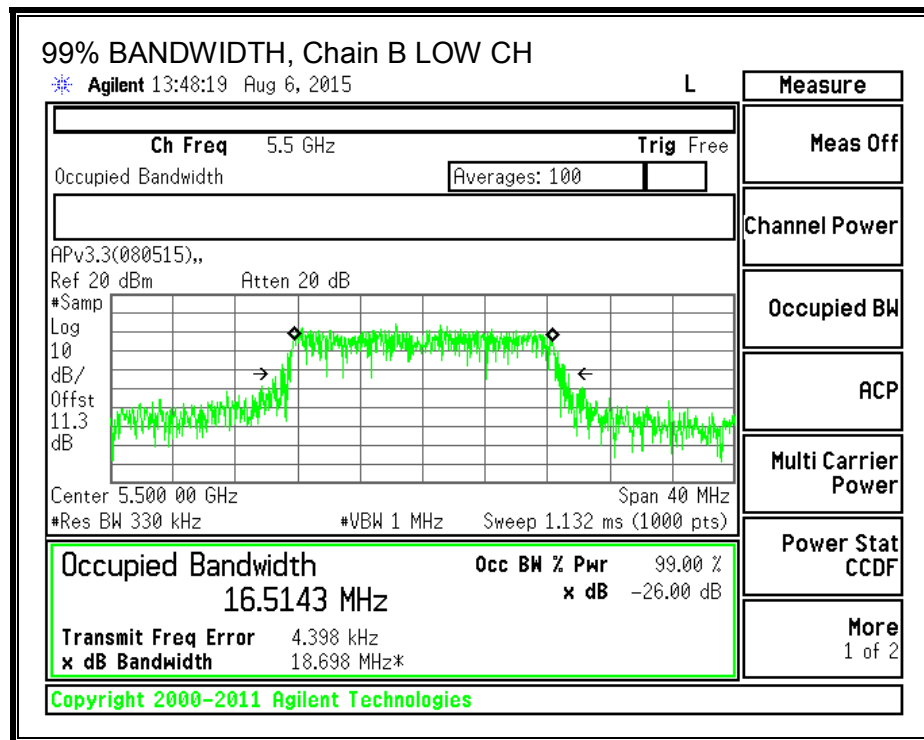 99% BANDWIDTH, Chain B LOW CH
Agilent 13:48:19 Aug 6, 2015 L
Measure
Ch Freq 5.5 GHz Trig Free
Occupied Bandwidth Averages: 100
APv3.3(080515),,
Ref 20 dBm Atten 20 dB
#Samp
Log
10
dB/
Offst
11.3
dB
Center 5.500 00 GHz Span 40 MHz
#Res BW 330 kHz #VBW 1 MHz Sweep 1.132 ms (1000 pts)
Occupied Bandwidth Occ BW % Pwr 99.00 %
16.5143 MHz x dB -26.00 dB
Transmit Freq Error 4.398 kHz
x dB Bandwidth 18.698 MHz*
Copyright 2000-2011 Agilent Technologies
Meas Off
Channel Power
Occupied BW
ACP
Multi Carrier
Power
Power Stat
CCDF
More
1 of 2